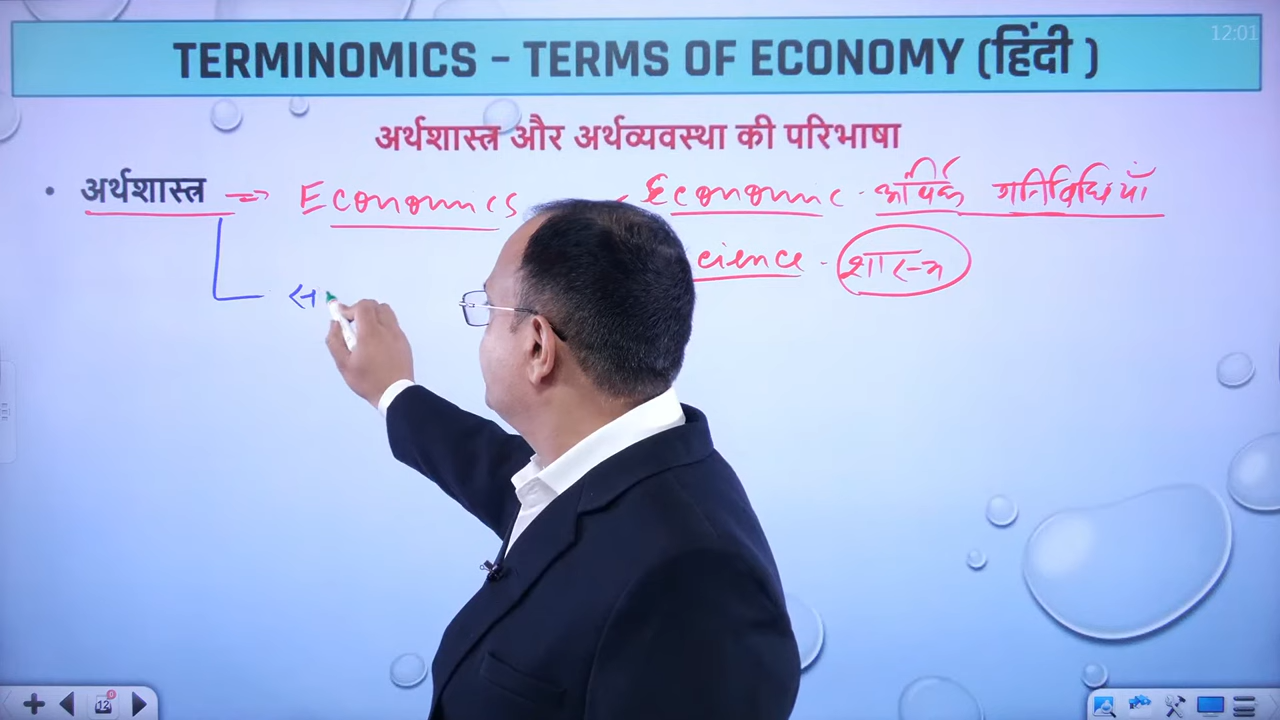 12:01
TERMINOMICS - TERMS OF ECONOMY (हिंदी )
अर्थशास्त्र और अर्थव्यवस्था की परिभाषा
• अर्थशास्त्र => Economics Economic आर्थिक गतिविधियाँ
cience शास्त्र
12